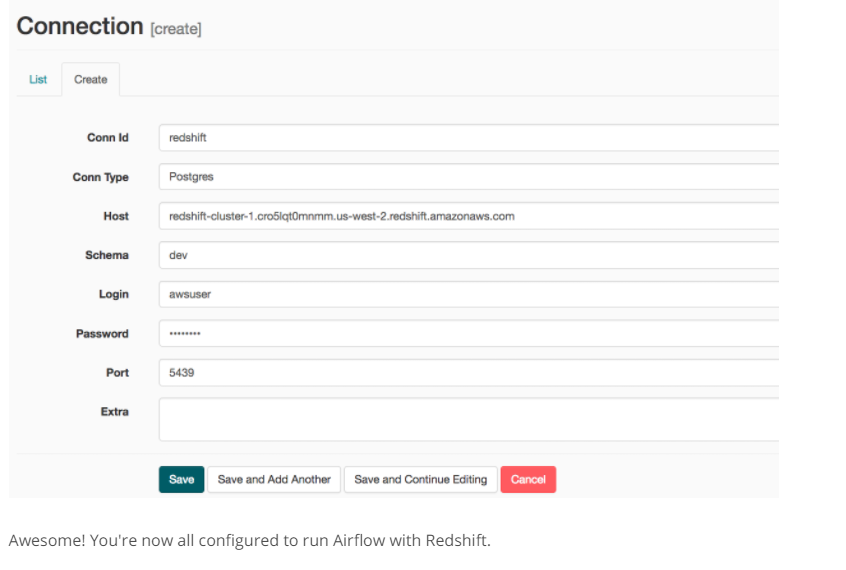 Connection [create]
List Create
Conn Id redshift
Conn Type Postgres
Host redshift-cluster-1.cro5lqt0mnmm.us-west-2.redshift.amazonaws.com
Schema dev
Login awsuser
Password ········
Port 5439
Extra
Save Save and Add Another Save and Continue Editing Cancel
Awesome! You're now all configured to run Airflow with Redshift.